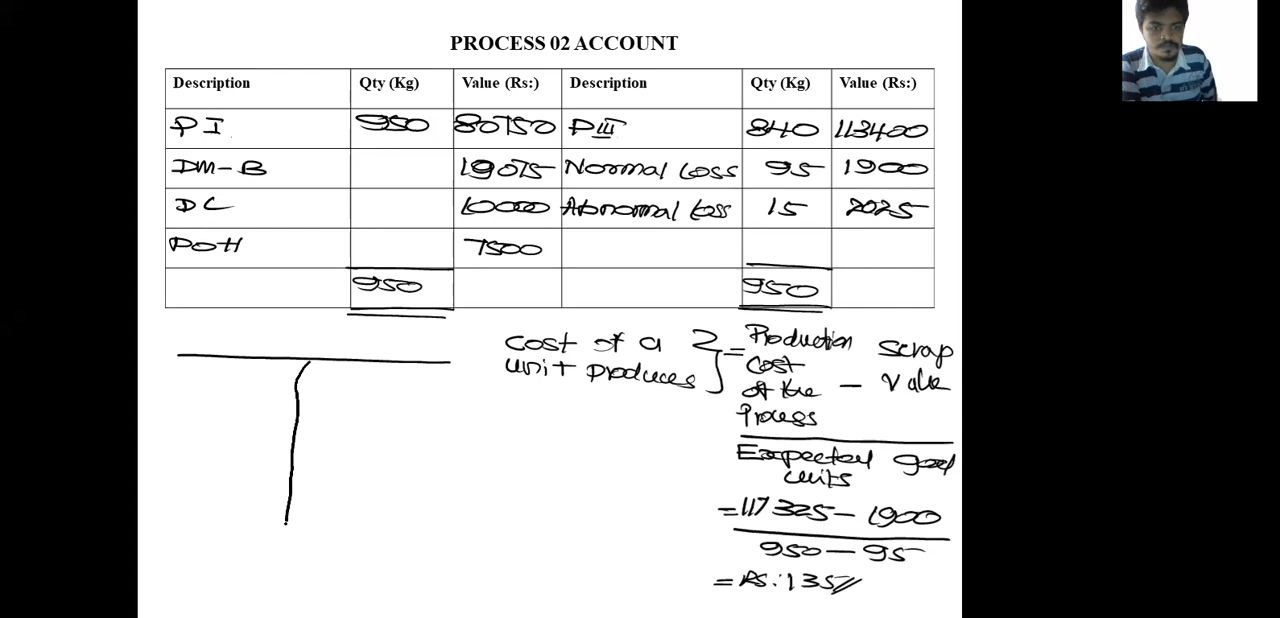 PROCESS 02 ACCOUNT
Description Qty (Kg) Value (Rs:) Description Qty (Kg) Value (Rs:)
PI 950 80750 PIII 840 113400
DM-B 19075 Normal Loss 95 1900
DC 10000 Abnormal Loss 15 2025
POH 7500
950 950
Cost of a
unit produces
= Production
Cost
of the
Process
— Scrap
Value
Expected good
units
= 117325 - 1900
950 - 95
= Rs: 135//